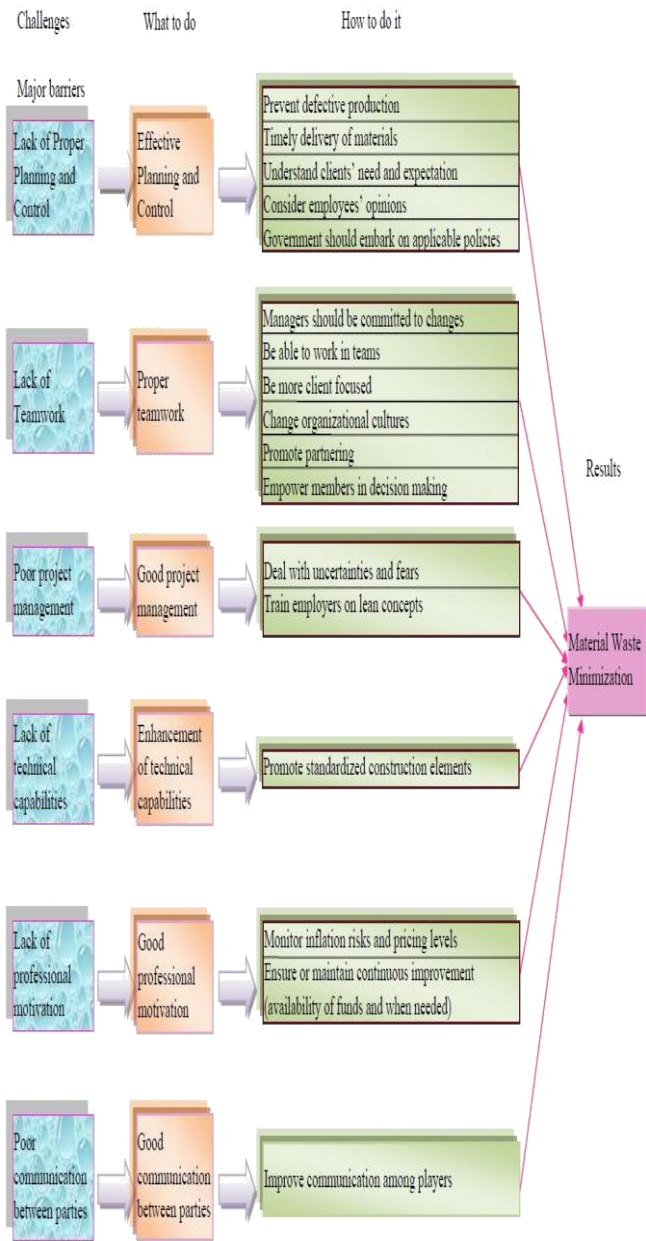 Challenges
What to do
How to do it
Major barriers
Lack of Proper
Planning and
Control
Effective
Planning and
Control
Prevent defective production
Timely delivery of materials
Understand clients' need and expectation
Consider employees' opinions
Government should embark on applicable policies
Lack of
Teamwork
Proper
teamwork
Managers should be committed to changes
Be able to work in teams
Be more client focused
Change organizational cultures
Promote partnering
Empower members in decision making
Results
Poor project
management
Good project
management
Deal with uncertainties and fears
Train employers on lean concepts
Material Waste
Minimization
Lack of
technical
capabilities
Enhancement
of technical
capabilities
Promote standardized construction elements
Lack of
professional
motivation
Good
professional
motivation
Monitor inflation risks and pricing levels
Ensure or maintain continuous improvement
(availability of funds and when needed)
Poor
communication
between parties
Good
communication
between parties
Improve communication among players